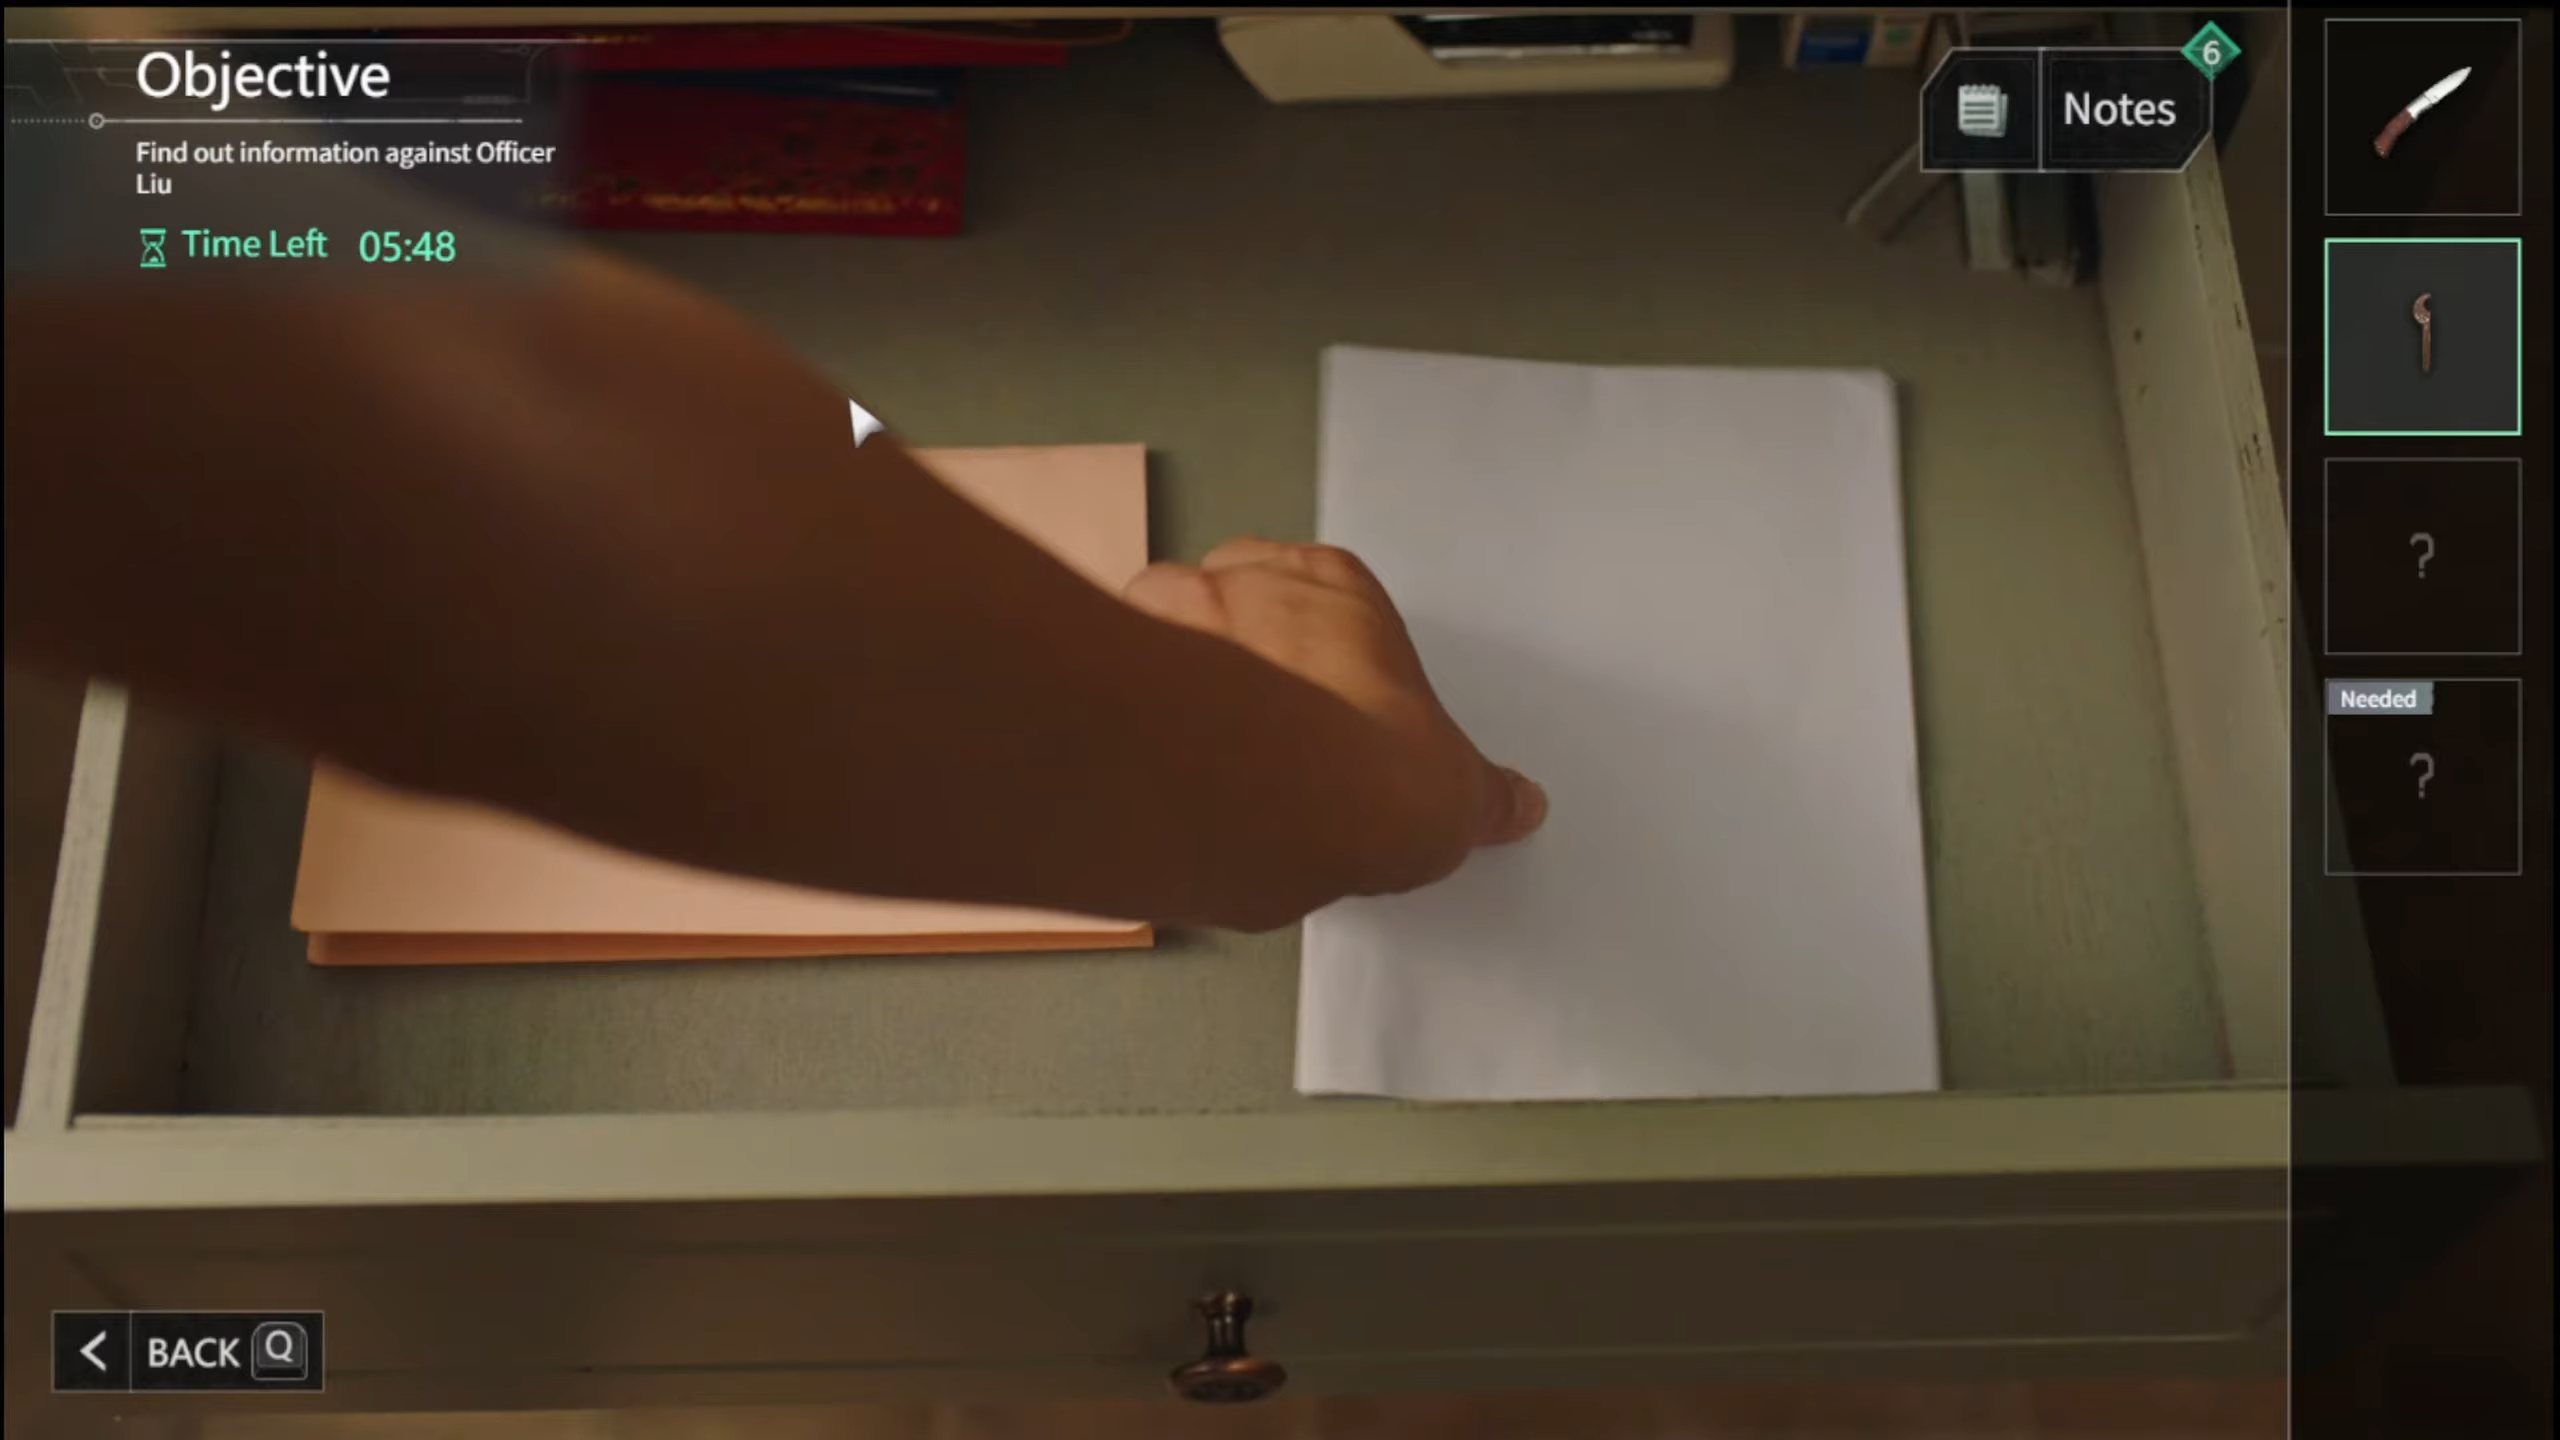 Objective
Find out information against Officer
Liu
Time Left 05:48
6
Notes
?
Needed
?
BACK Q